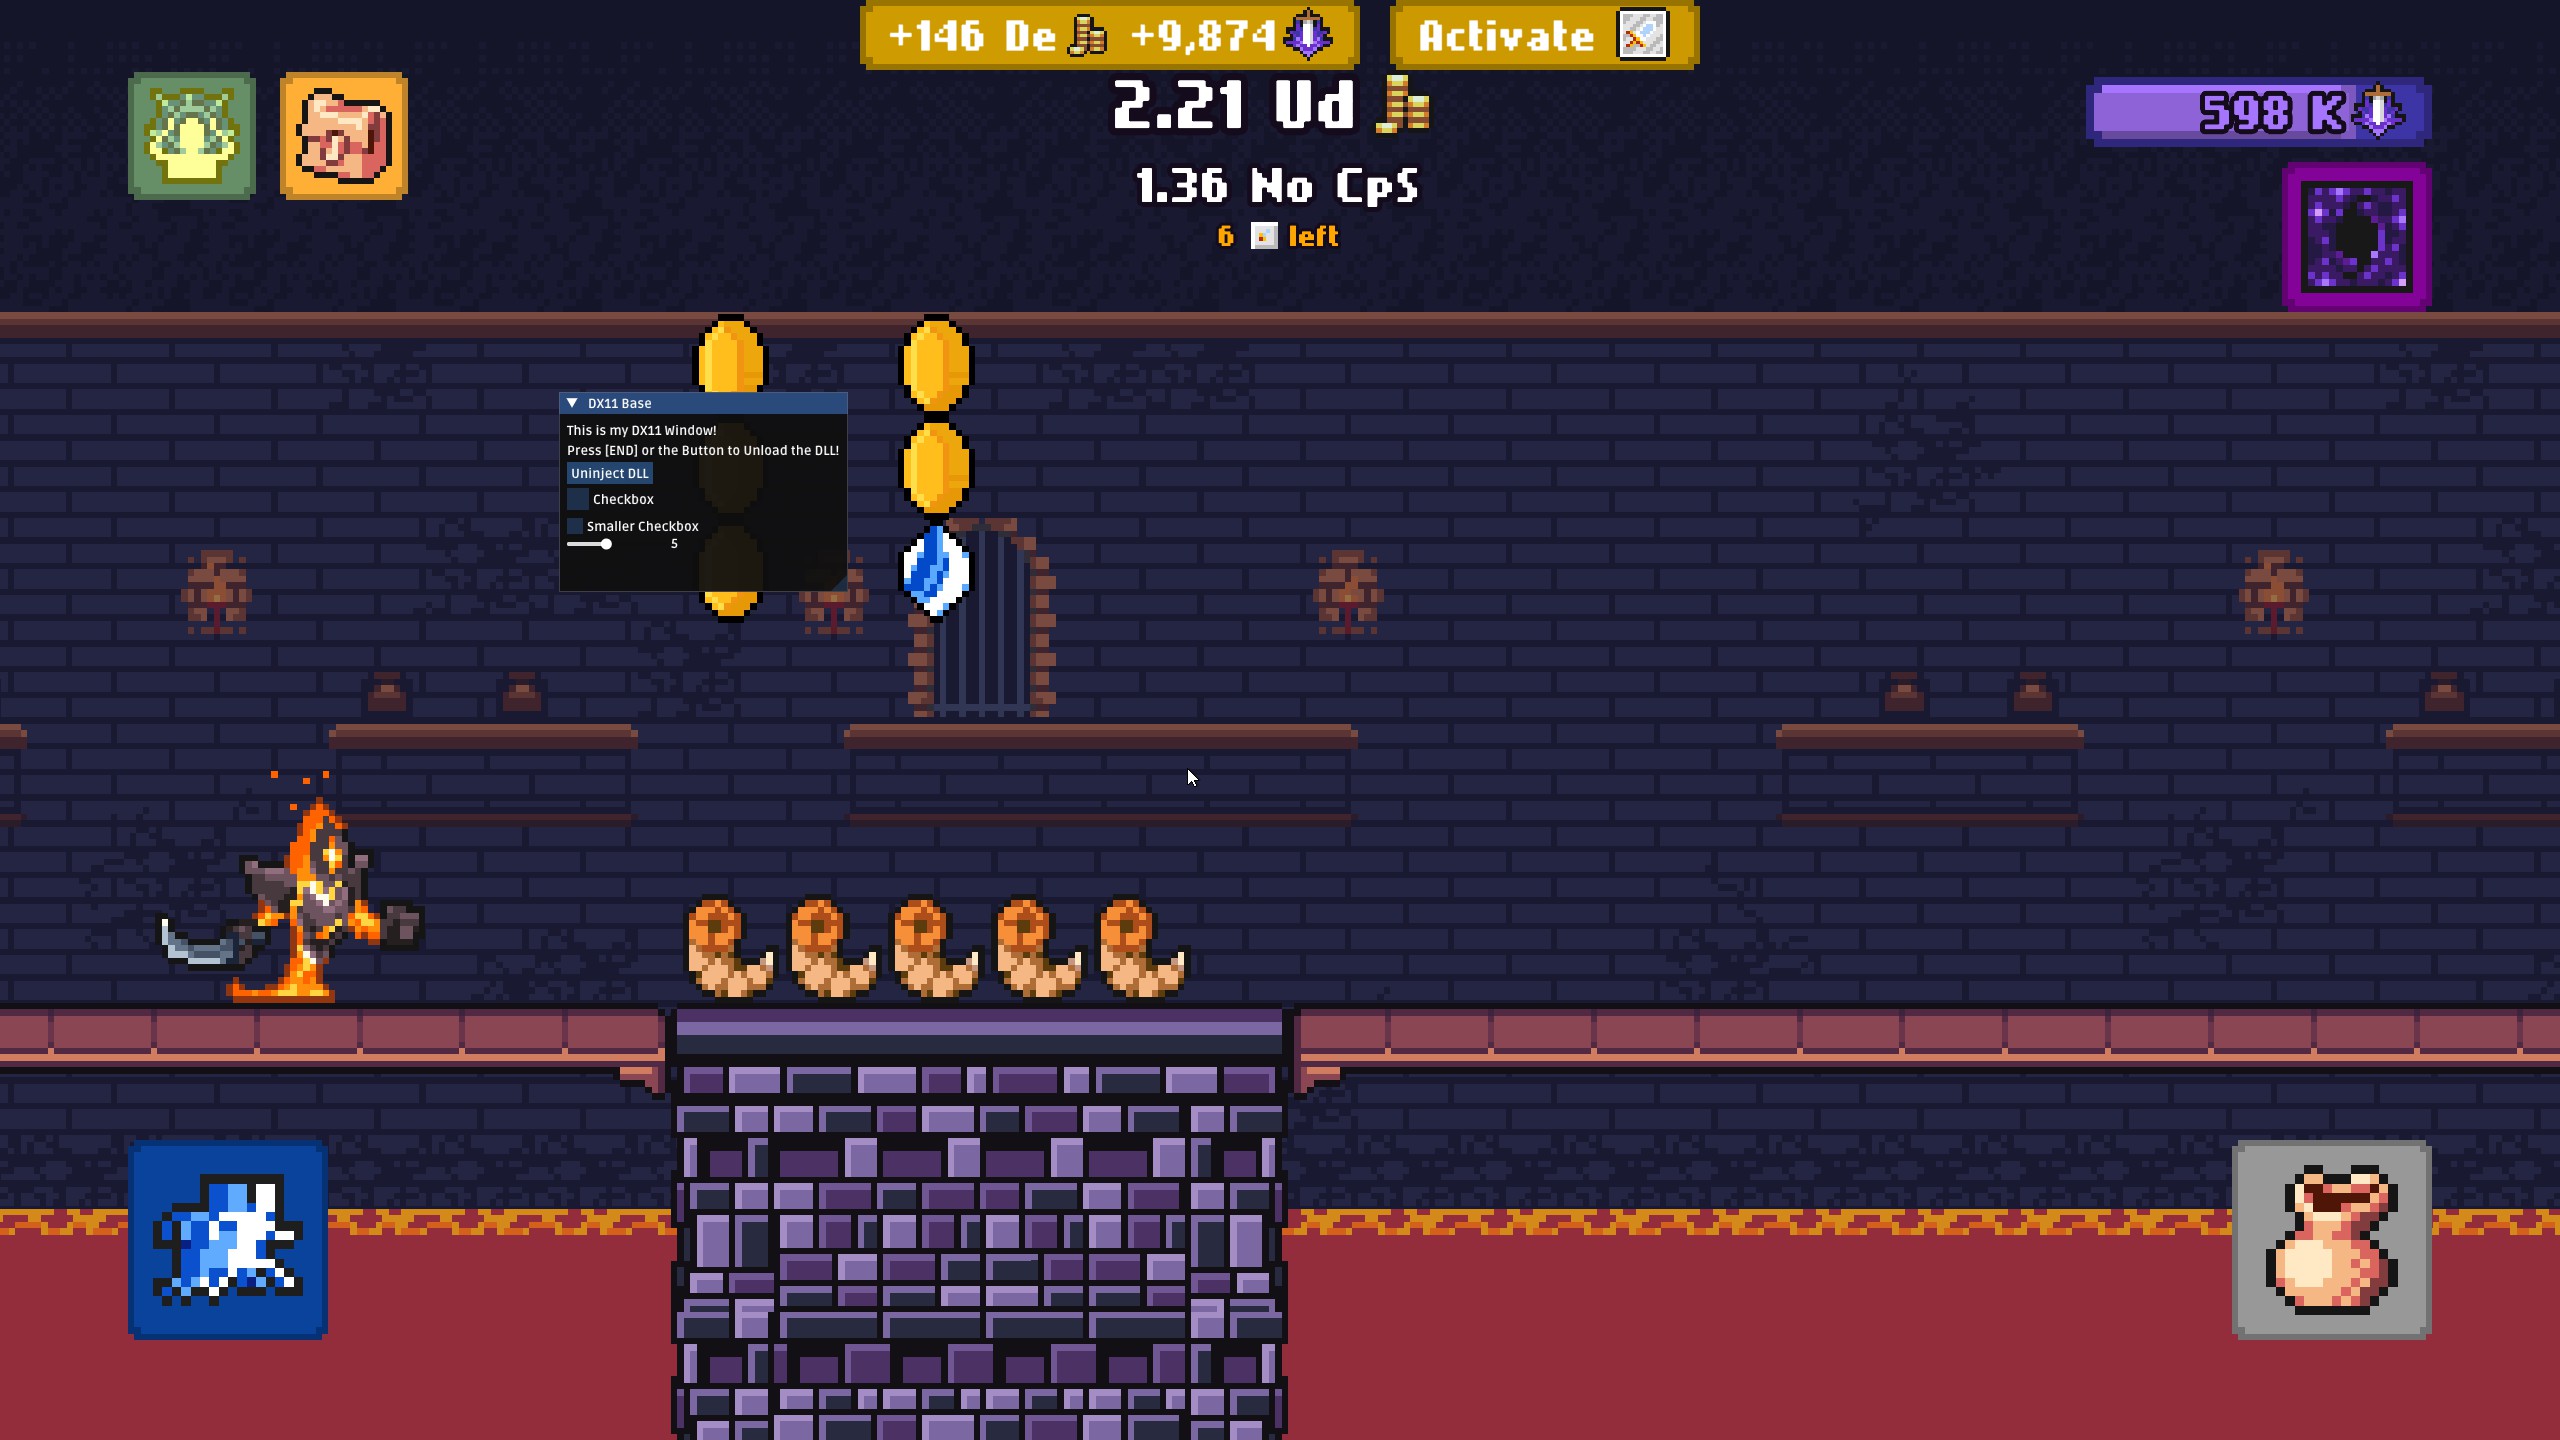 +146 De +9,874
Activate
2.21 Ud
598 K
1.36 No CpS
6 left
DX11 Base
This is my DX11 Window!
Press [END] or the Button to Unload the DLL!
Uninject DLL
Checkbox
Smaller Checkbox
5